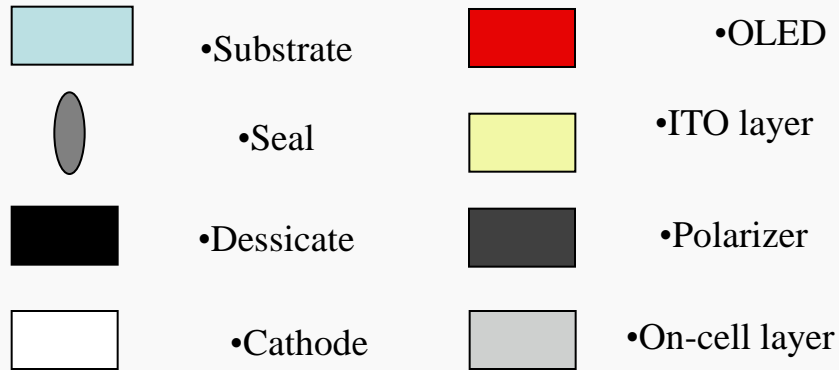 •Substrate
•OLED
•Seal
•ITO layer
•Dessicate
•Polarizer
•Cathode
•On-cell layer